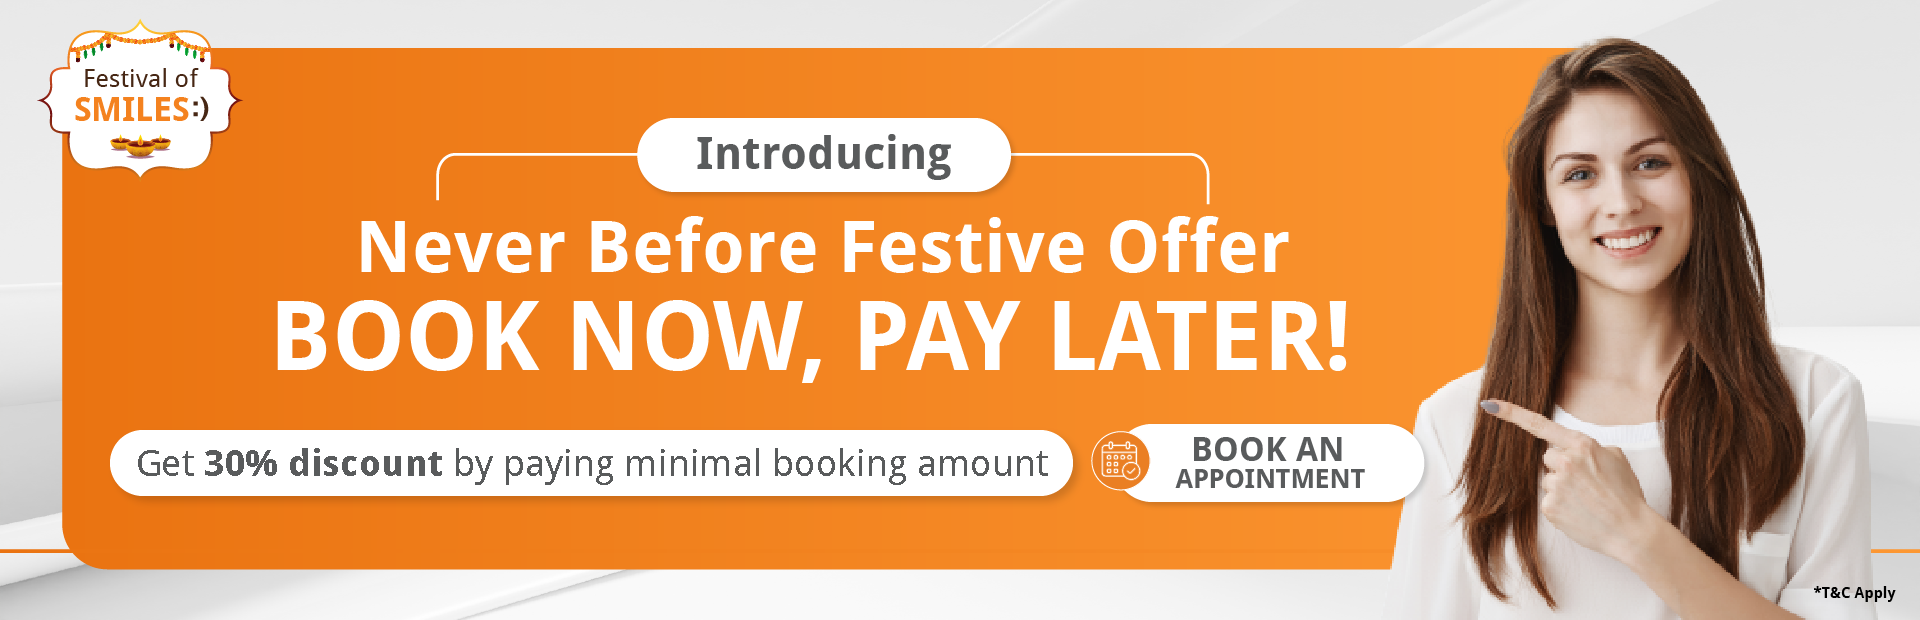 Festival of
SMILES:)
Introducing
Never Before Festive Offer
BOOK NOW, PAY LATER!
Get 30% discount by paying minimal booking amount
BOOK AN
APPOINTMENT
*T&C Apply